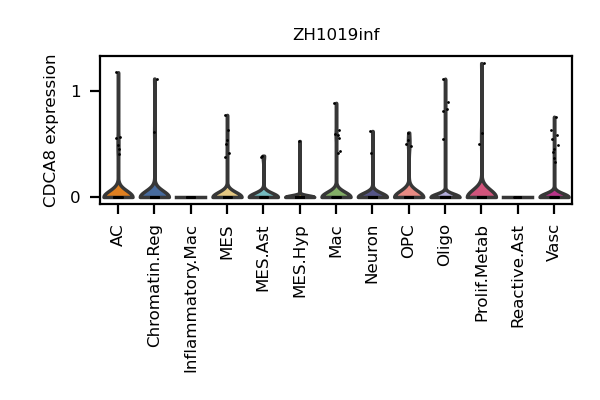 ZH1019inf
CDCA8 expression
1
0
AC
Chromatin.Reg
Inflammatory.Mac
MES
MES.Ast
MES.Hyp
Mac
Neuron
OPC
Oligo
Prolif.Metab
Reactive.Ast
Vasc